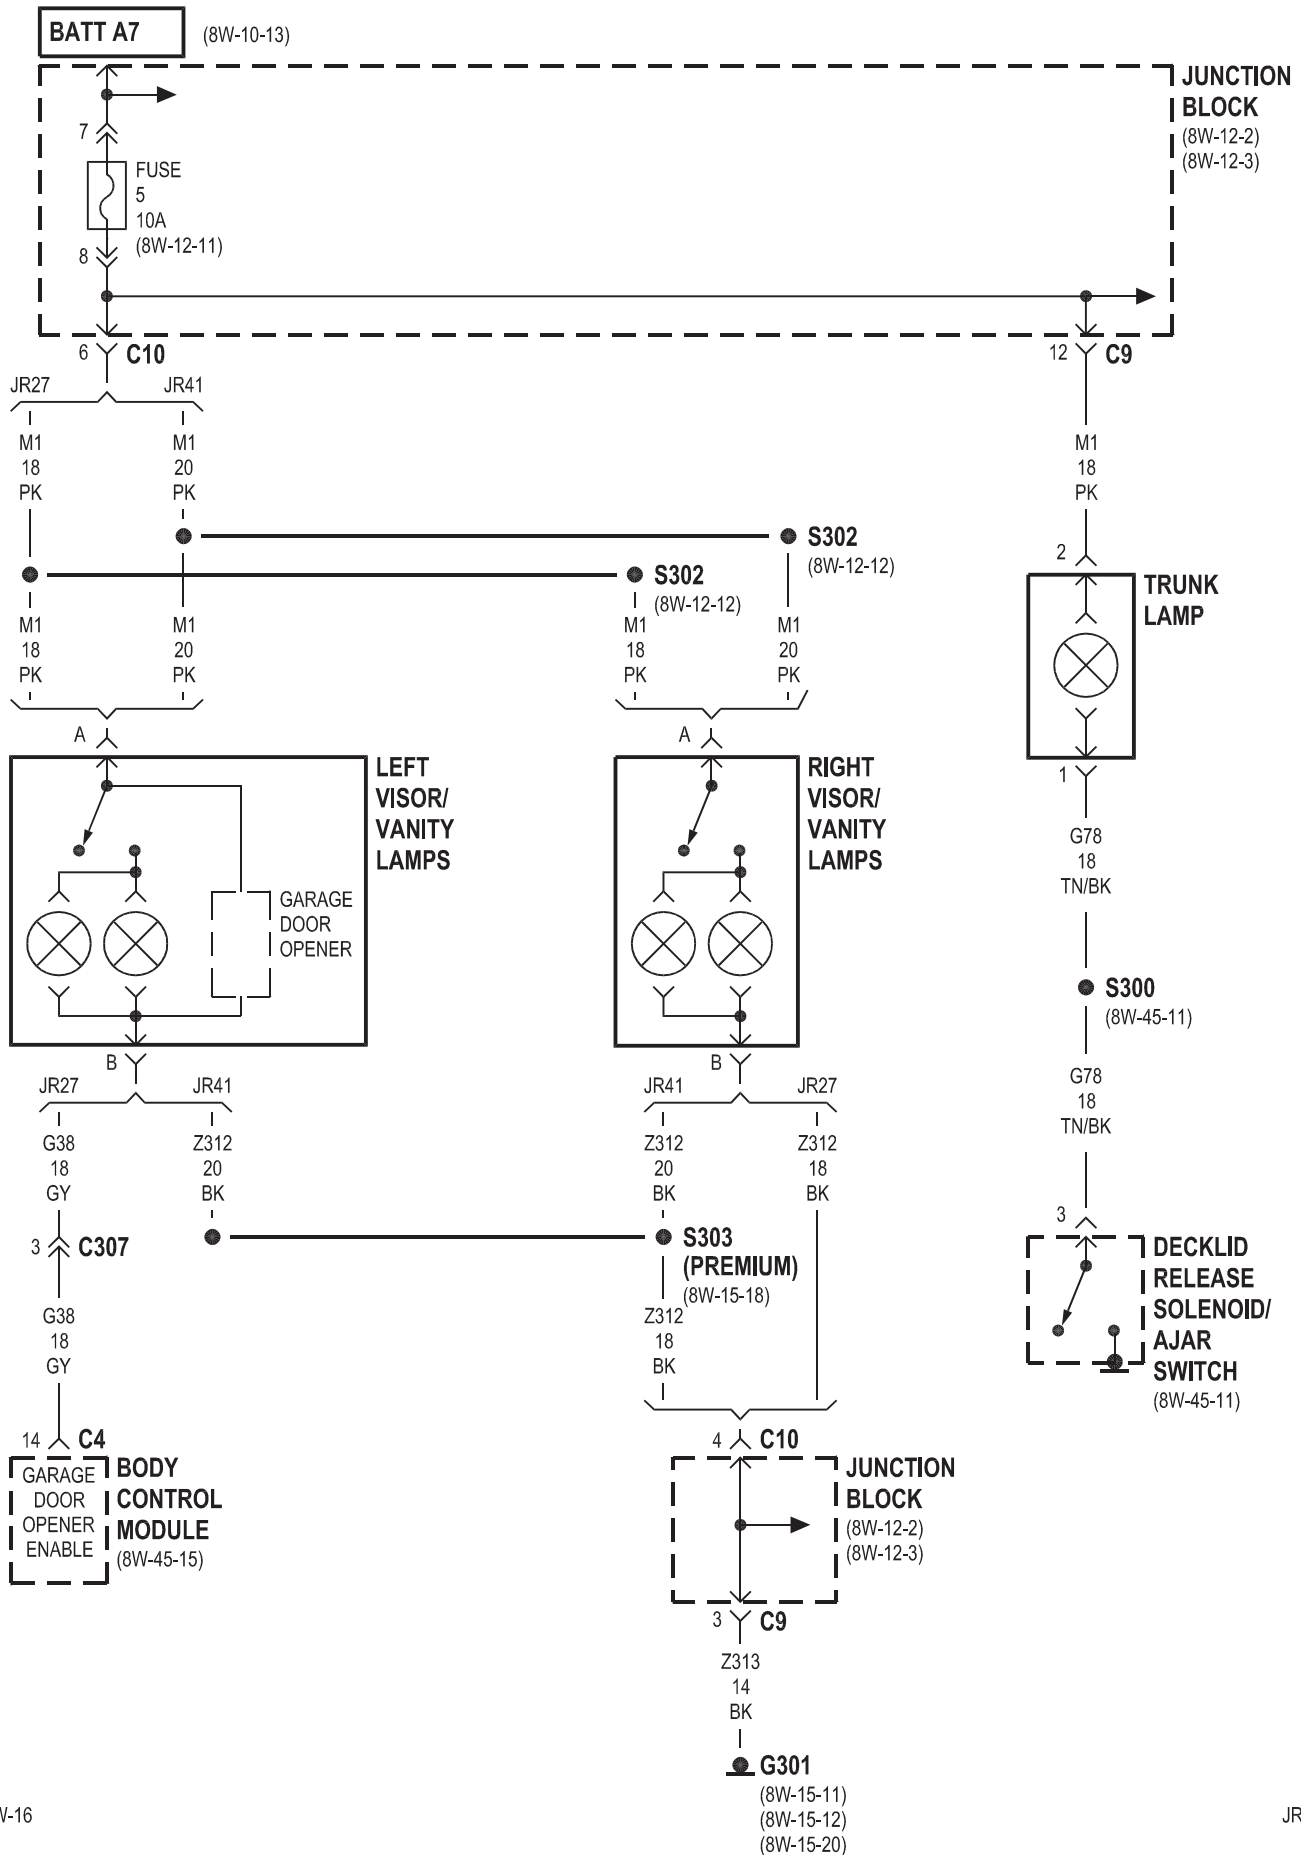 BATT A7
(8W-10-13)
JUNCTION
BLOCK
(8W-12-2)
(8W-12-3)
7
FUSE
5
10A
(8W-12-11)
8
6
C10
12
C9
JR27
JR41
M1
18
PK
M1
20
PK
M1
18
PK
S302
(8W-12-12)
S302
(8W-12-12)
2
TRUNK
LAMP
M1
18
PK
M1
20
PK
M1
18
PK
M1
20
PK
A
A
1
LEFT
VISOR/
VANITY
LAMPS
RIGHT
VISOR/
VANITY
LAMPS
G78
18
TN/BK
GARAGE
DOOR
OPENER
S300
(8W-45-11)
B
B
JR27
JR41
JR41
JR27
G78
18
TN/BK
G38
18
GY
Z312
20
BK
Z312
20
BK
Z312
18
BK
3
C307
S303
(PREMIUM)
(8W-15-18)
3
DECKLID
RELEASE
SOLENOID/
AJAR
SWITCH
(8W-45-11)
G38
18
GY
Z312
18
BK
14
C4
4
C10
GARAGE
DOOR
OPENER
ENABLE
BODY
CONTROL
MODULE
(8W-45-15)
JUNCTION
BLOCK
(8W-12-2)
(8W-12-3)
3
C9
Z313
14
BK
G301
(8W-15-11)
(8W-15-12)
(8W-15-20)
W-16
JR